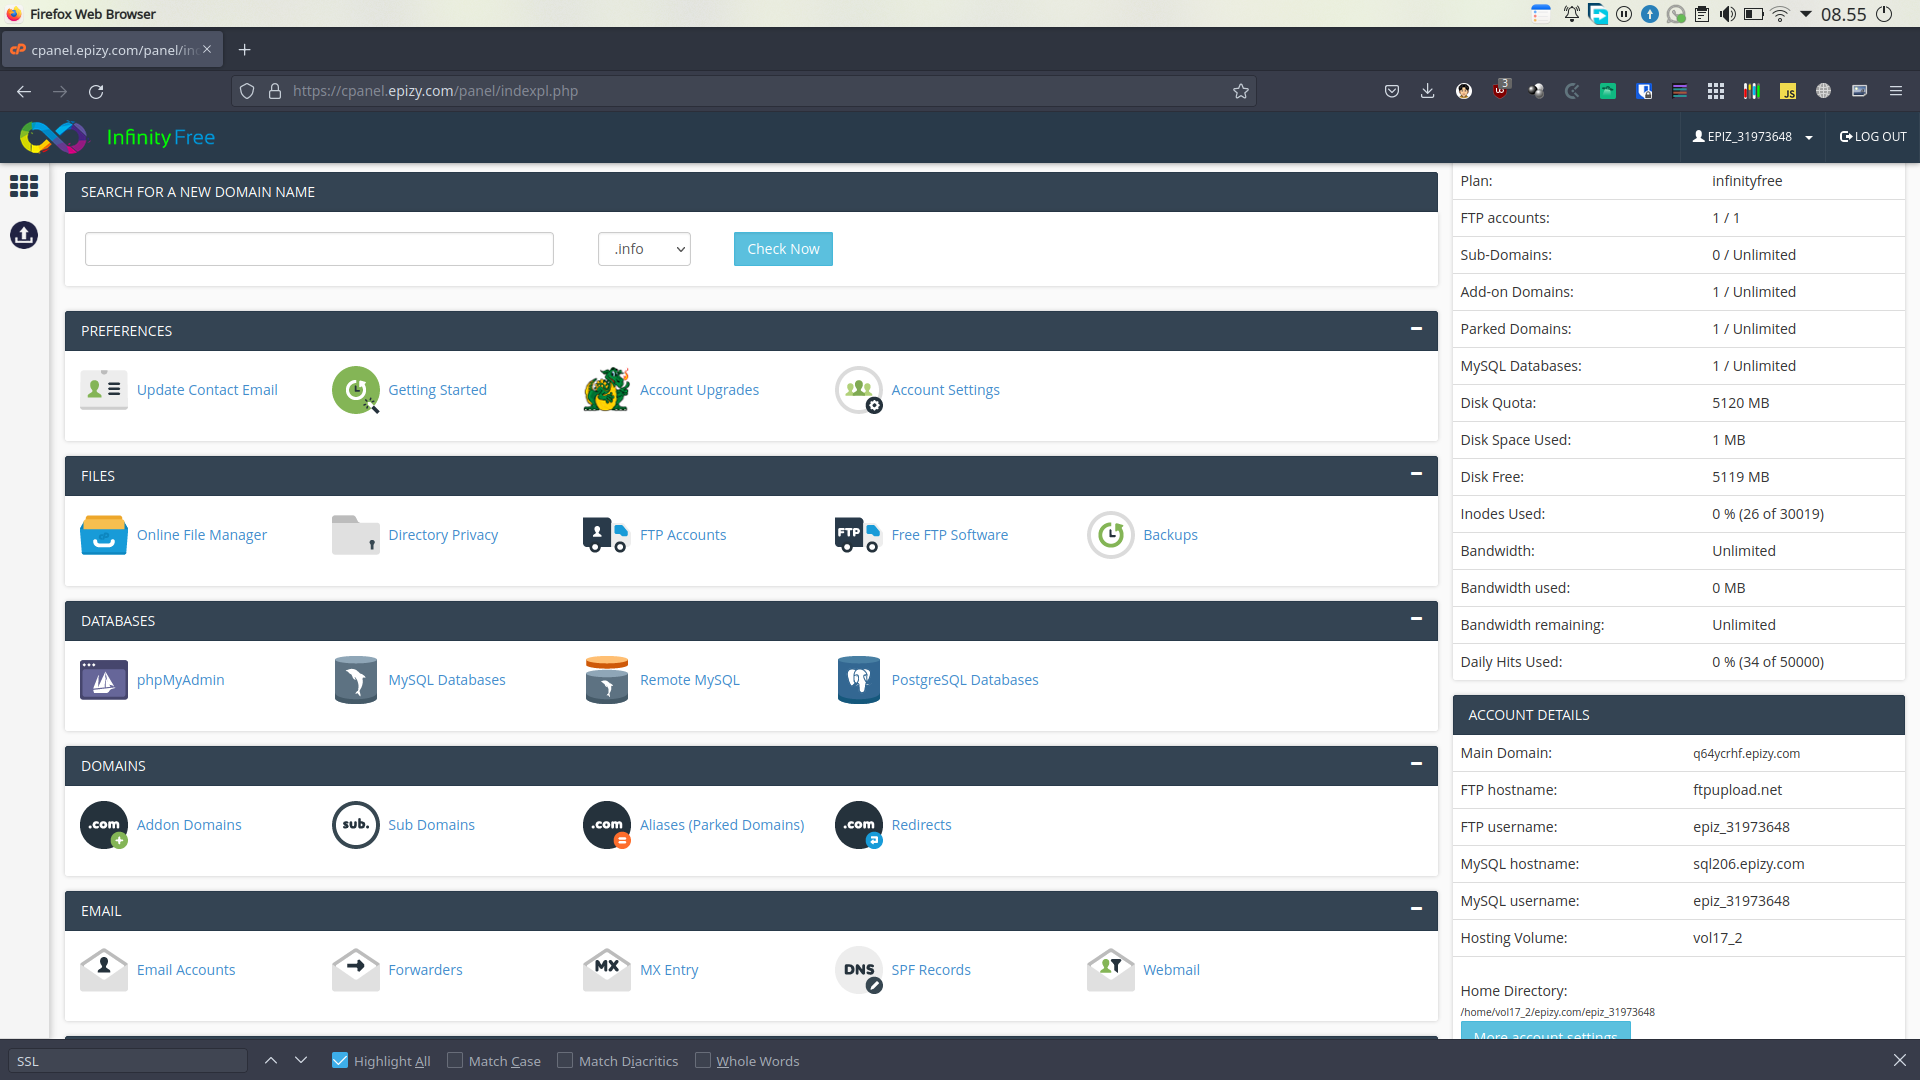 Firefox Web Browser
08.55
cpanel.epizy.com/panel/in
3
https://cpanel.epizy.com/panel/indexpl.php
JS
InfinityFree
EPIZ_31973648
LOG OUT
SEARCH FOR A NEW DOMAIN NAME
.info
Check Now
PREFERENCES
Update Contact Email
Getting Started
Account Upgrades
Account Settings
FILES
Online File Manager
Directory Privacy
FTP Accounts
FTP
Free FTP Software
Backups
DATABASES
phpMyAdmin
MySQL Databases
Remote MySQL
PostgreSQL Databases
DOMAINS
.com
Addon Domains
sub.
Sub Domains
.com
Aliases (Parked Domains)
.com
Redirects
EMAIL
Email Accounts
Forwarders
MX
MX Entry
DNS
SPF Records
Webmail
Plan: infinityfree
FTP accounts: 1 / 1
Sub-Domains: 0 / Unlimited
Add-on Domains: 1 / Unlimited
Parked Domains: 1 / Unlimited
MySQL Databases: 1 / Unlimited
Disk Quota: 5120 MB
Disk Space Used: 1 MB
Disk Free: 5119 MB
Inodes Used: 0 % (26 of 30019)
Bandwidth: Unlimited
Bandwidth used: 0 MB
Bandwidth remaining: Unlimited
Daily Hits Used: 0 % (34 of 50000)
ACCOUNT DETAILS
Main Domain: q64ycrhf.epizy.com
FTP hostname: ftpupload.net
FTP username: epiz_31973648
MySQL hostname: sql206.epizy.com
MySQL username: epiz_31973648
Hosting Volume: vol17_2
Home Directory:
/home/vol17_2/epizy.com/epiz_31973648
More account settings
SSL
Highlight All
Match Case
Match Diacritics
Whole Words